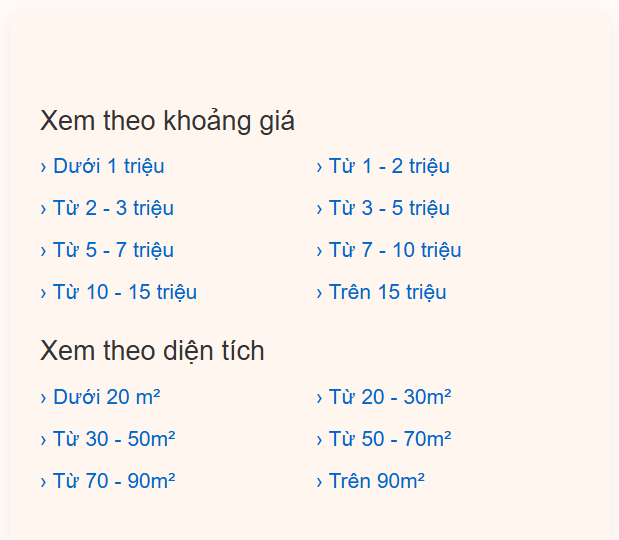 Xem theo khoảng giá
› Dưới 1 triệu
› Từ 1 - 2 triệu
› Từ 2 - 3 triệu
› Từ 3 - 5 triệu
› Từ 5 - 7 triệu
› Từ 7 - 10 triệu
› Từ 10 - 15 triệu
› Trên 15 triệu
Xem theo diện tích
› Dưới 20 m²
› Từ 20 - 30m²
› Từ 30 - 50m²
› Từ 50 - 70m²
› Từ 70 - 90m²
› Trên 90m²